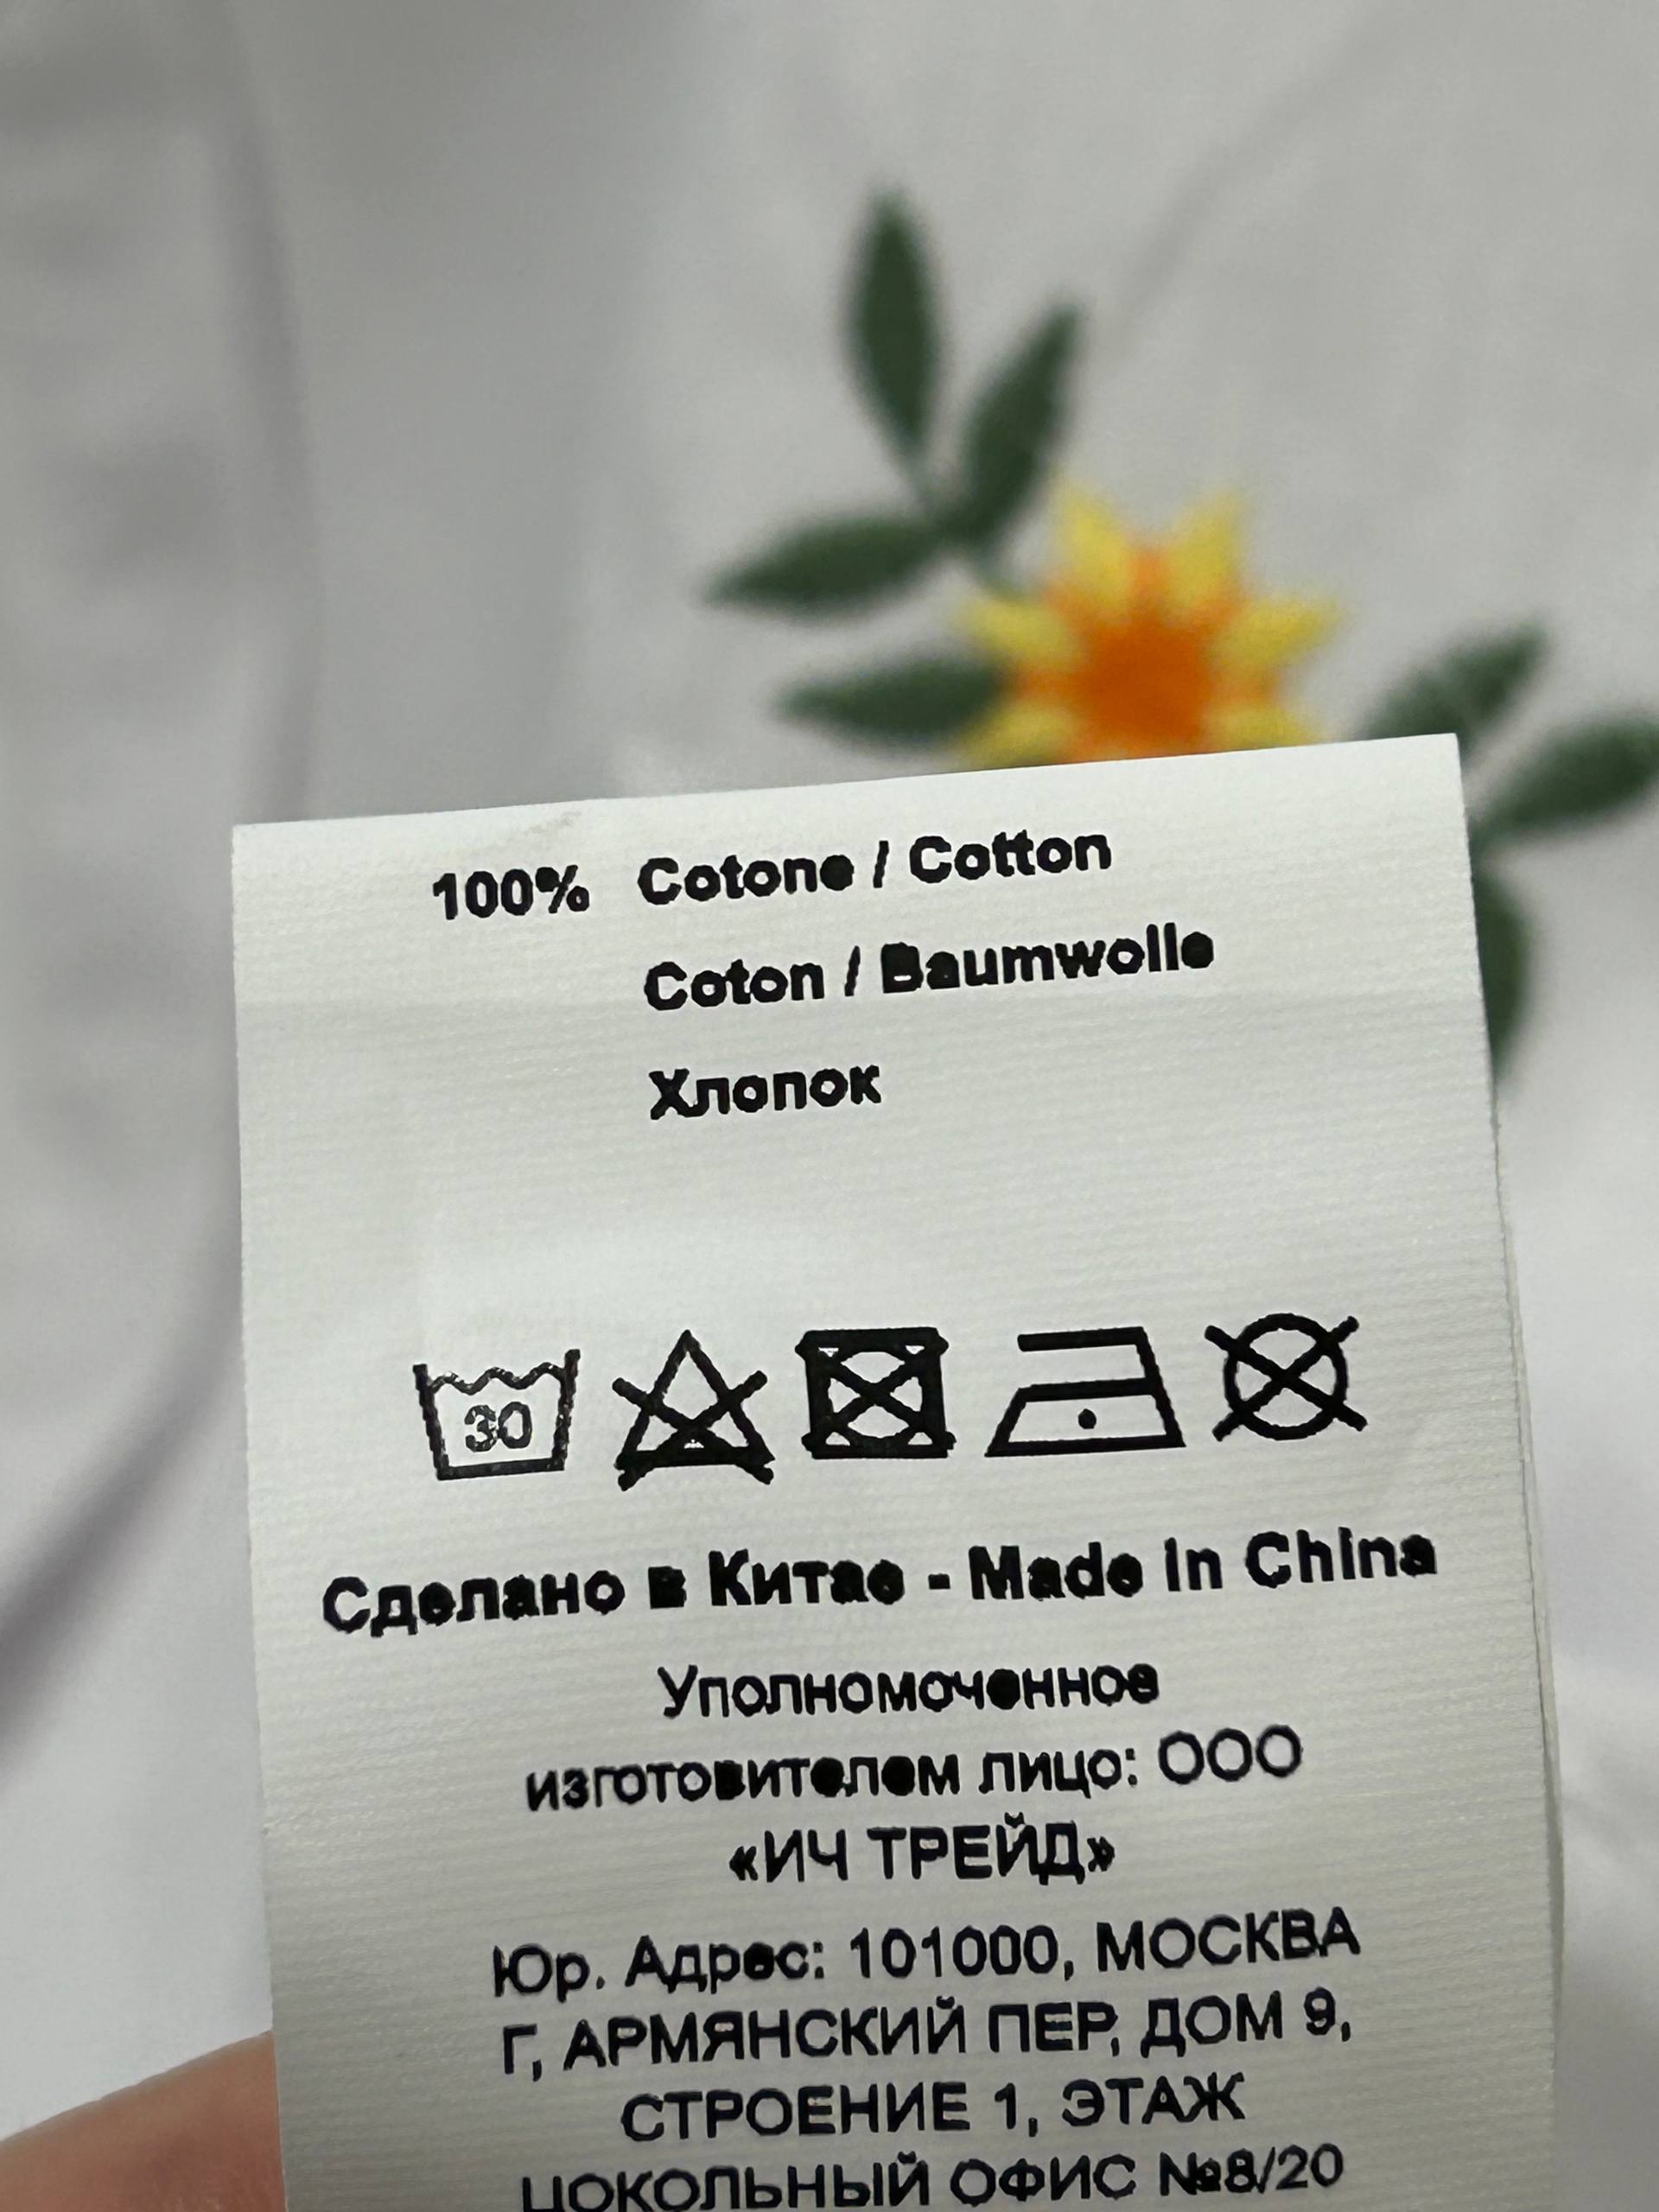 100% Cotone / Cotton
Coton / Baumwolle
Хлопок
30
Сделано в Китае - Made In China
Уполномоченное
изготовителем лицо: ООО
«ИЧ ТРЕЙД»
Юр. Адрес: 101000, МОСКВА
Г, АРМЯНСКИЙ ПЕР, ДОМ 9,
СТРОЕНИЕ 1, ЭТАЖ
ЦОКОЛЬНЫЙ ОФИС №8/20